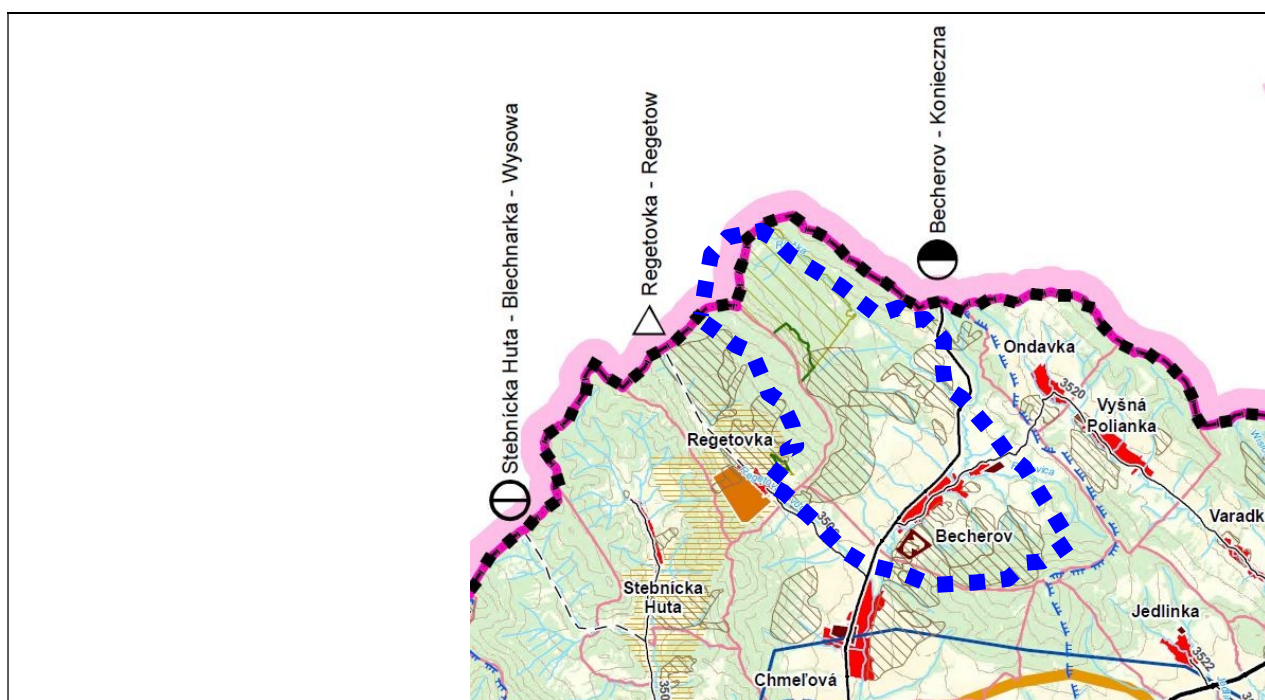 Stebnícka Huta - Blechnarka - Wysowa
Regetovka - Regetow
Becherov - Konieczna
Ondavka
3520
Vyšná
Polianka
Regetovka
Becherov
Stebnícka
Huta
Jedlinka
3522
Chmeľová